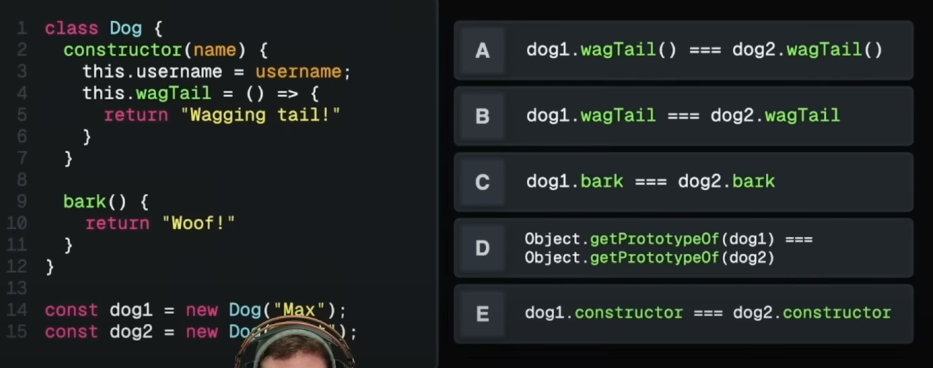 1 class Dog {
2 constructor(name) {
3 this.username = username;
4 this.wagTail = () => {
5 return "Wagging tail!"
6 }
7 }
8
9 bark() {
10 return "Woof!"
11 }
12 }
13
14 const dog1 = new Dog("Max");
15 const dog2 = new Dog( );
A dog1.wagTail() === dog2.wagTail()
B dog1.wagTail === dog2.wagTail
C dog1.bark === dog2.bark
D Object.getPrototypeOf(dog1) ===
Object.getPrototypeOf(dog2)
E dog1.constructor === dog2.constructor